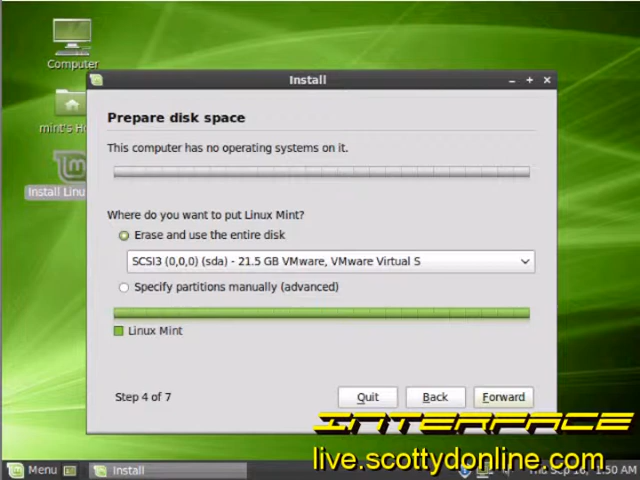 Computer
Install
Prepare disk space
mint's H
This computer has no operating systems on it.
Install Linu
Where do you want to put Linux Mint?
Erase and use the entire disk
SCSI3 (0,0,0) (sda) - 21.5 GB VMware, VMware Virtual S
Specify partitions manually (advanced)
Linux Mint
Step 4 of 7
Quit
Back
Forward
INTERFACE
live.scottydonline.com
Menu
Install
Thu Sep 16, 1:50 AM